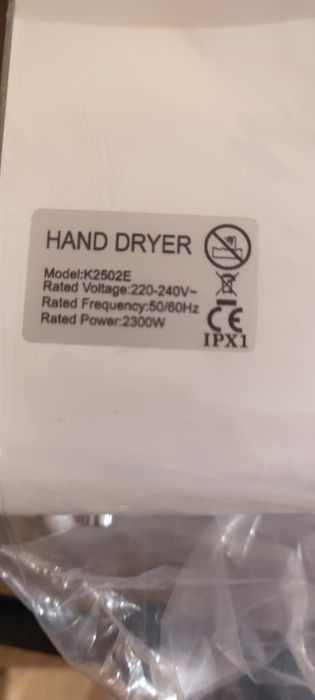 HAND DRYER
Model:K2502E
Rated Voltage:220-240V~
Rated Frequency:50/60Hz
Rated Power:2300W
CE
IPX1